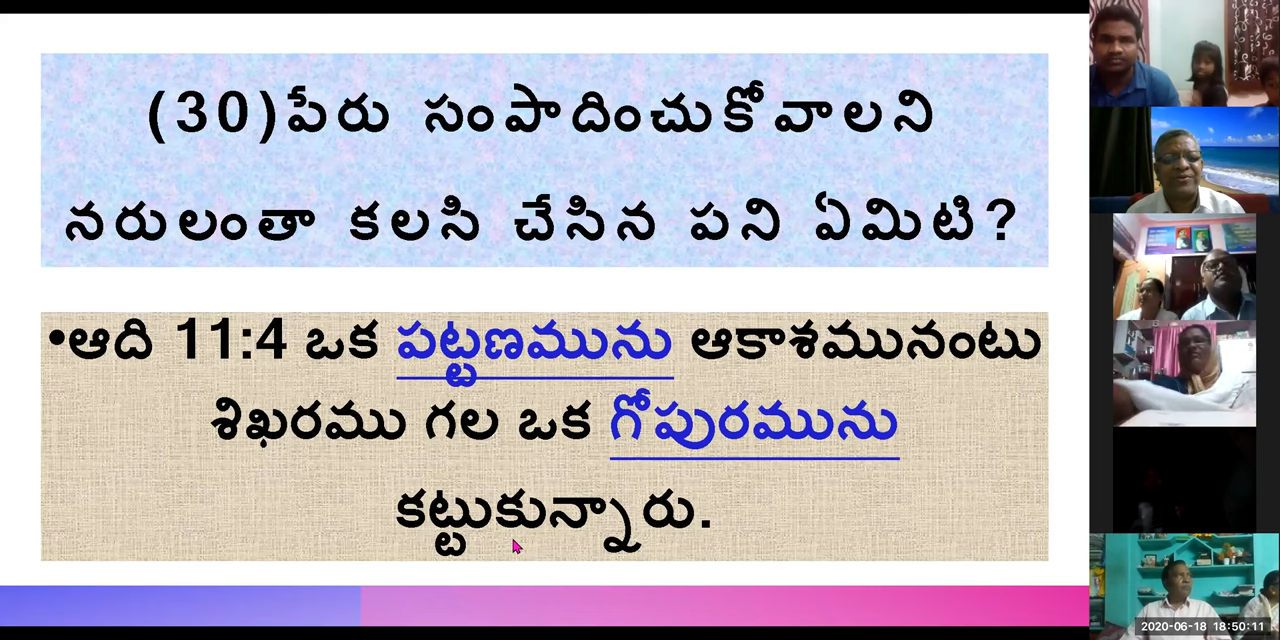 (30)పేరు సంపాదించుకోవాలని
నరులంతా కలసి చేసిన పని ఏమిటి?
•ఆది 11:4 ఒక పట్టణమును ఆకాశమునంటు
శిఖరము గల ఒక గోపురమును
కట్టుకున్నారు.
2020-06-18 18:50:11